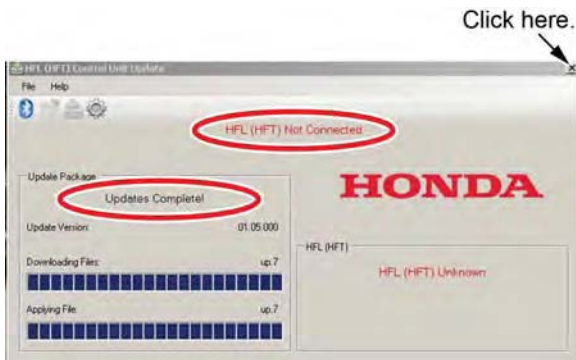 Click here.
HFL (HFT) Control Unit Update
File Help
HFL (HFT) Not Connected
Update Package
Updates Complete!
HONDA
Update Version: 01.05.000
HFL (HFT)
Downloading Files: up.7
HFL (HFT) Unknown
Applying File: up.7